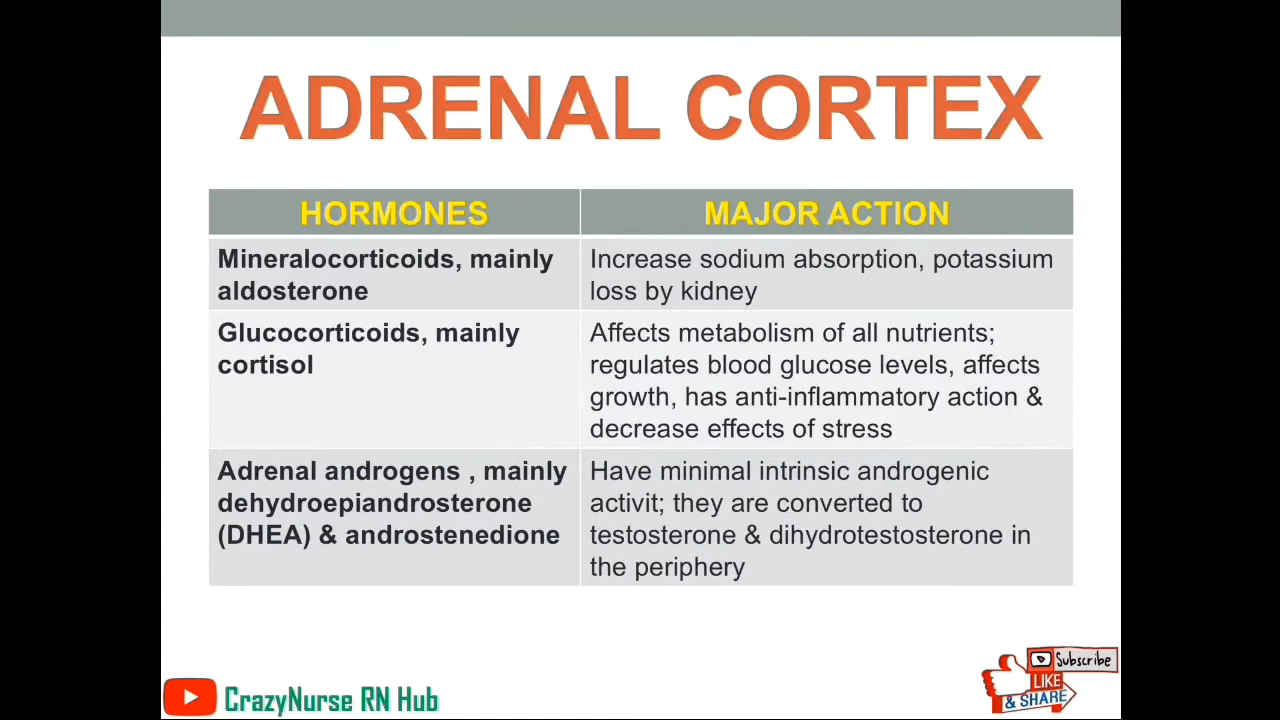 ADRENAL CORTEX
HORMONES
MAJOR ACTION
Mineralocorticoids, mainly
aldosterone
Increase sodium absorption, potassium
loss by kidney
Glucocorticoids, mainly
cortisol
Affects metabolism of all nutrients;
regulates blood glucose levels, affects
growth, has anti-inflammatory action &
decrease effects of stress
Adrenal androgens , mainly
dehydroepiandrosterone
(DHEA) & androstenedione
Have minimal intrinsic androgenic
activit; they are converted to
testosterone & dihydrotestosterone in
the periphery
CrazyNurse RN Hub
Subscribe
LIKE
& SHARE